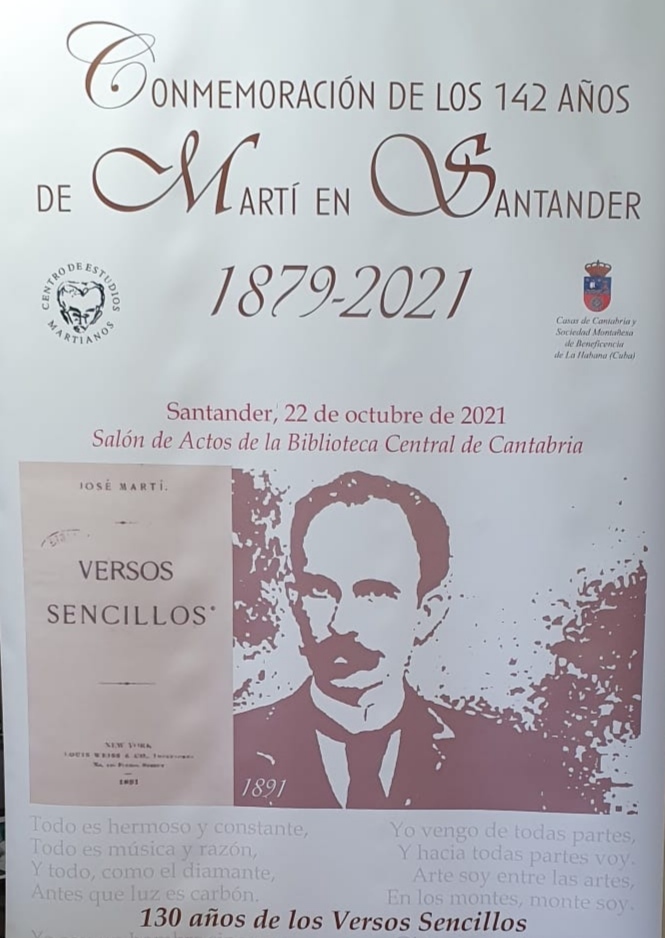 CONMEMORACIÓN DE LOS 142 AÑOS
DE MARTÍ EN SANTANDER
1879-2021
CENTRO DE ESTUDIOS
MARTIANOS
Casas de Cantabria y
Sociedad Montañesa
de Beneficencia
de La Habana (Cuba)
Santander, 22 de octubre de 2021
Salón de Actos de la Biblioteca Central de Cantabria
JOSÉ MARTÍ.
VERSOS
SENCILLOS
NEW YORK
LOUIS WEISS & CO.,
1891
1891
Todo es hermoso y constante,
Todo es música y razón,
Y todo, como el diamante,
Antes que luz es carbón.
Yo vengo de todas partes,
Y hacia todas partes voy.
Arte soy entre las artes,
En los montes, monte soy.
130 años de los Versos Sencillos